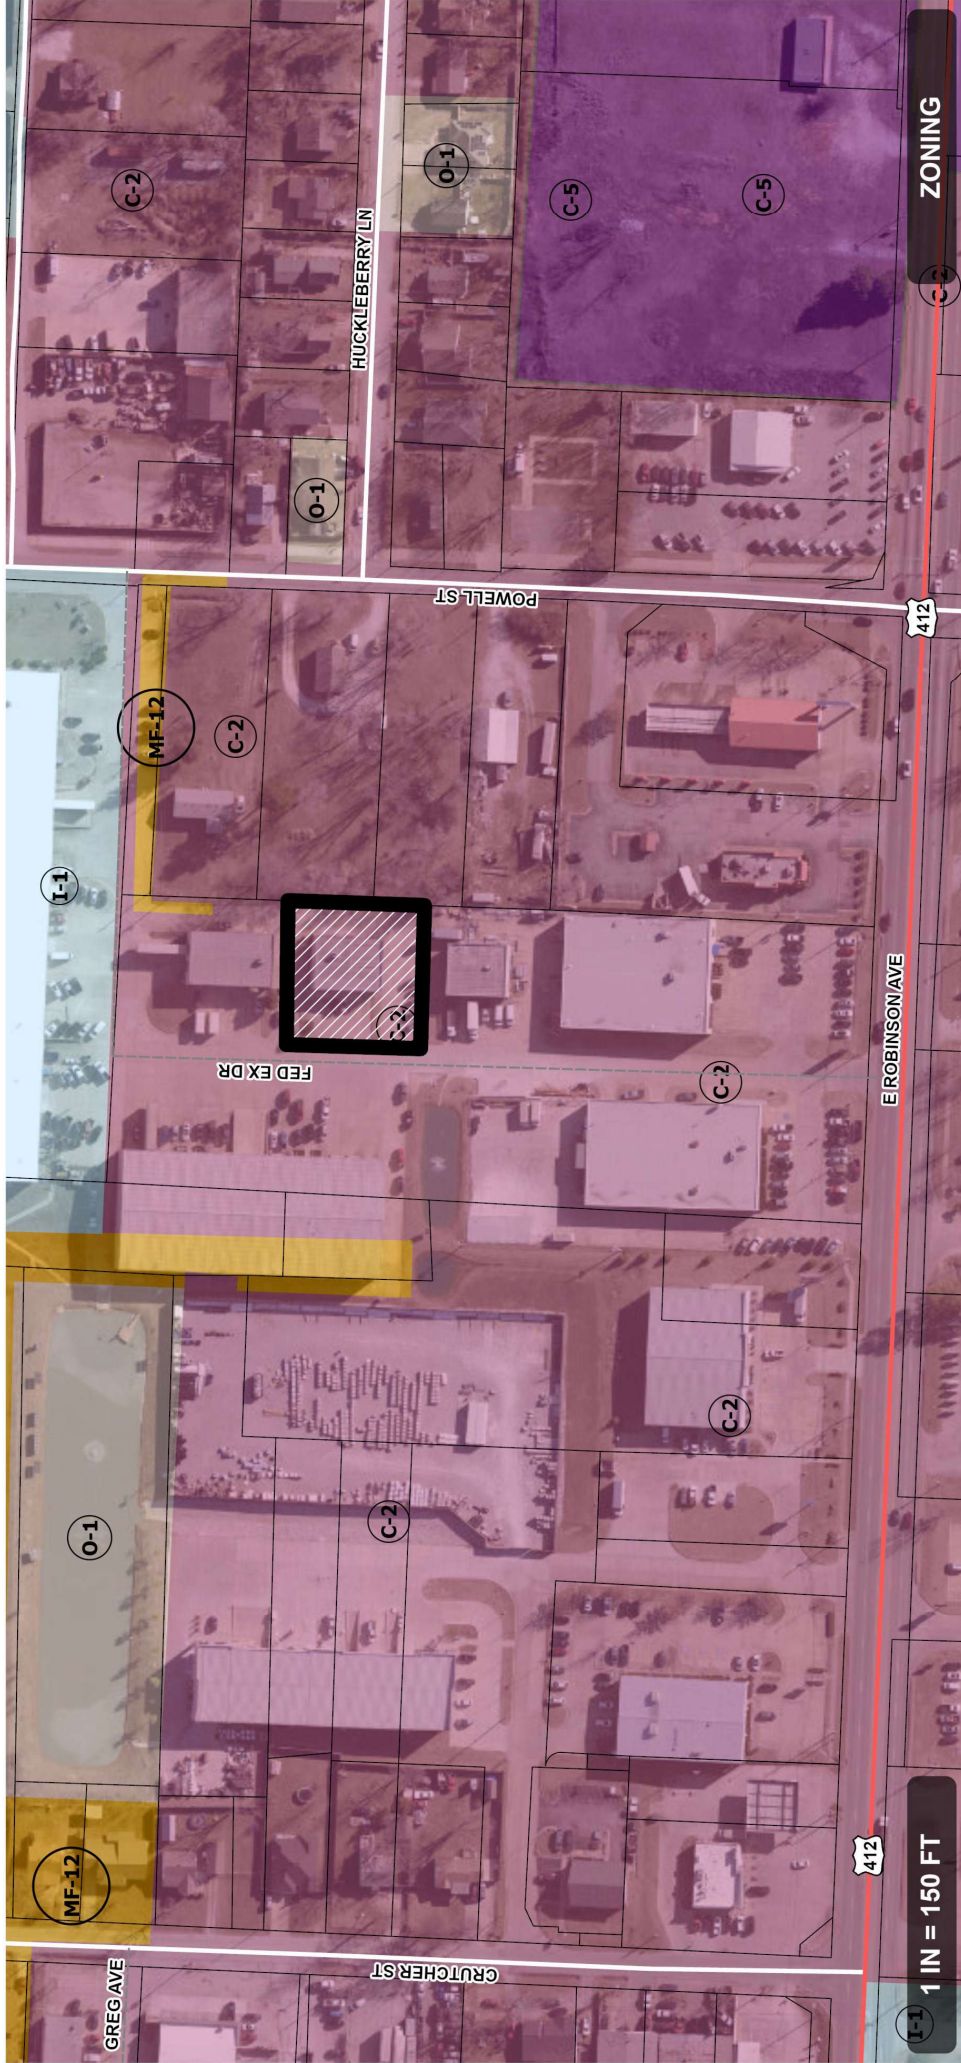 ZONING
C-2
C-5
C-5
O-1
HUCKLEBERRY LN
C-2
O-1
POWELL ST
412
MF-12
C-2
I-1
C-2
FED EX DR
C-2
E ROBINSON AVE
C-2
C-2
O-1
MF-12
412
CRUTCHER ST
GREG AVE
1 IN = 150 FT
I-1